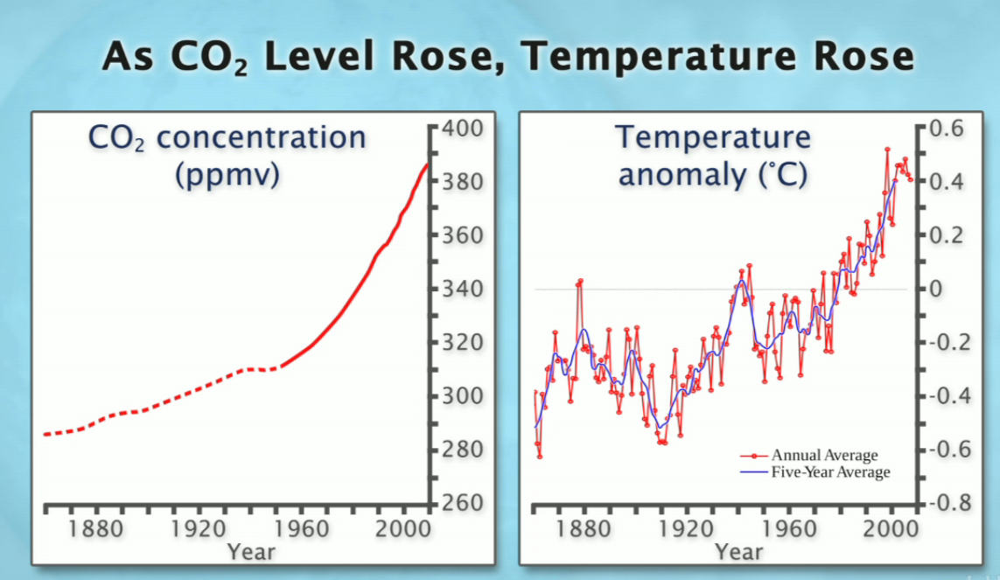 As CO₂ Level Rose, Temperature Rose
CO₂ concentration
(ppmv)
400
380
360
340
320
300
280
260
1880 1920 1960 2000
Year
Temperature
anomaly (˚C)
0.6
0.4
0.2
0
-0.2
-0.4
-0.6
-0.8
Annual Average
Five-Year Average
1880 1920 1960 2000
Year